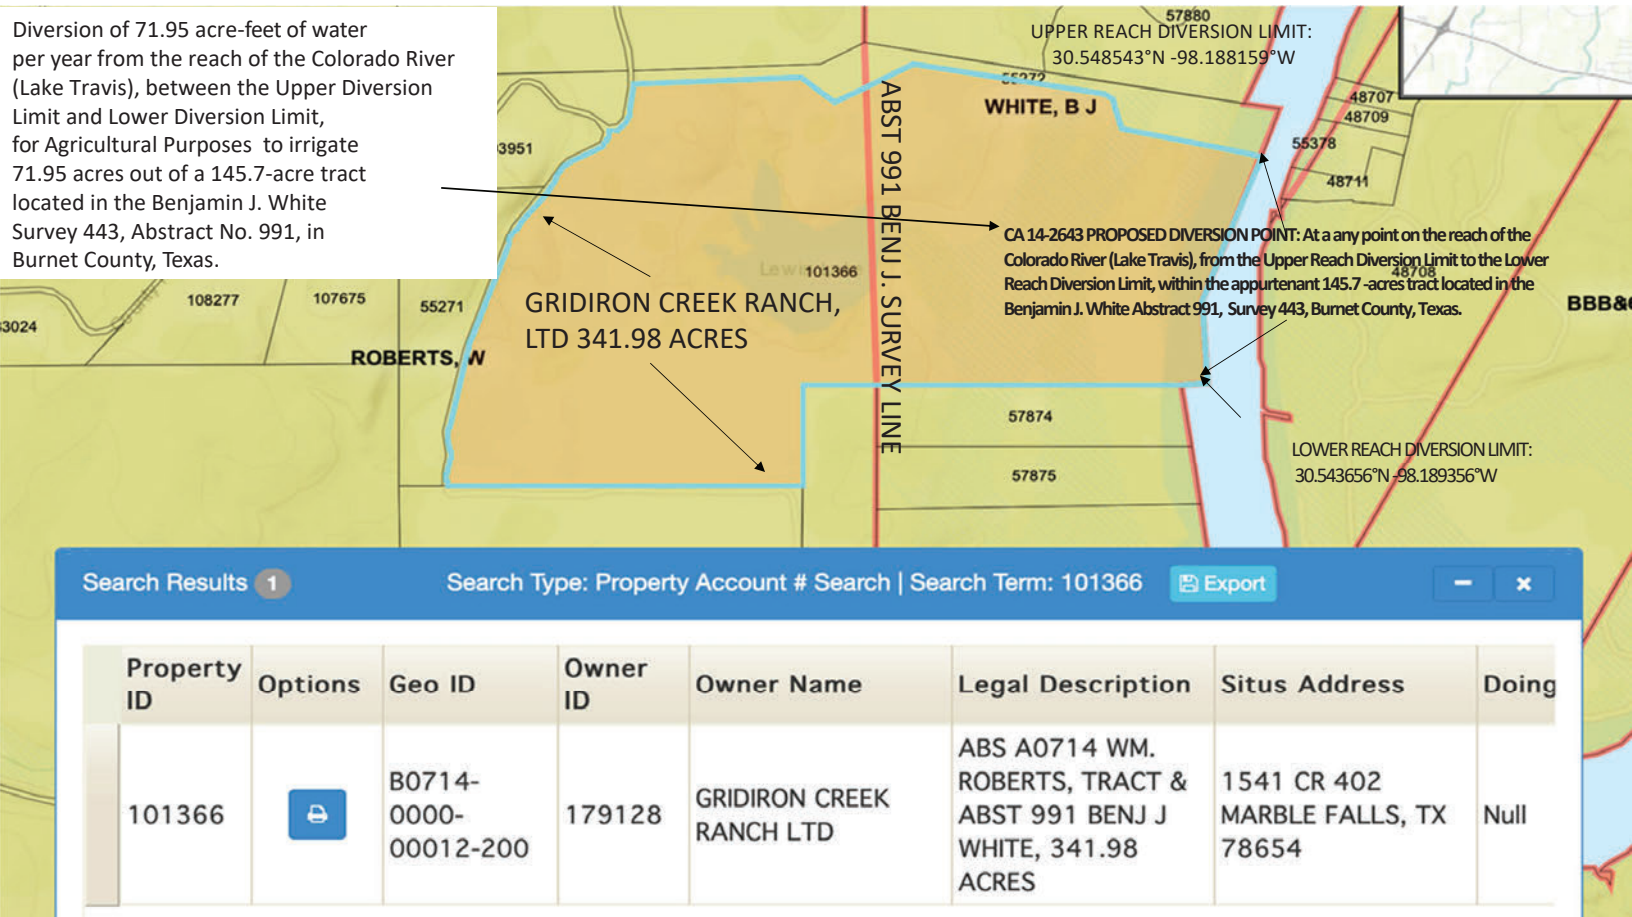 Diversion of 71.95 acre-feet of water
per year from the reach of the Colorado River
(Lake Travis), between the Upper Diversion
Limit and Lower Diversion Limit,
for Agricultural Purposes to irrigate
71.95 acres out of a 145.7-acre tract
located in the Benjamin J. White
Survey 443, Abstract No. 991, in
Burnet County, Texas.
57880
UPPER REACH DIVERSION LIMIT:
30.548543°N -98.188159°W
55272
WHITE, B J
48707
48709
55378
48711
3951
ABST 991 BENJ J. SURVEY LINE
CA 14-2643 PROPOSED DIVERSION POINT: At a any point on the reach of the
Colorado River (Lake Travis), from the Upper Reach Diversion Limit to the Lower
Reach Diversion Limit, within the appurtenant 145.7 -acres tract located in the
Benjamin J. White Abstract 991, Survey 443, Burnet County, Texas.
48708
BBB&
101366
108277
107675
55271
3024
GRIDIRON CREEK RANCH,
LTD 341.98 ACRES
ROBERTS, W
57874
57875
LOWER REACH DIVERSION LIMIT:
30.543656°N -98.189356°W
Search Results 1
Search Type: Property Account # Search | Search Term: 101366
Export
Property ID Options Geo ID Owner ID Owner Name Legal Description Situs Address Doing
101366
B0714-
0000-
00012-200
179128
GRIDIRON CREEK
RANCH LTD
ABS A0714 WM.
ROBERTS, TRACT &
ABST 991 BENJ J
WHITE, 341.98
ACRES
1541 CR 402
MARBLE FALLS, TX
78654
Null